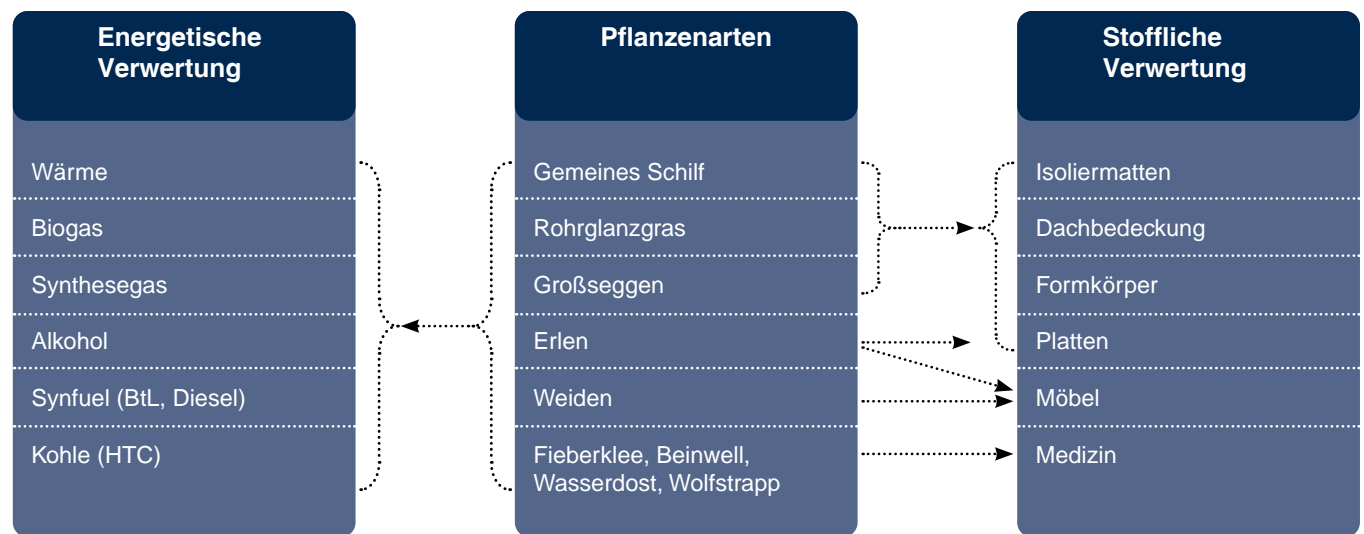 Energetische
Verwertung
Wärme
Biogas
Synthesegas
Alkohol
Synfuel (BtL, Diesel)
Kohle (HTC)
Pflanzenarten
Gemeines Schilf
Rohrglanzgras
Großseggen
Erlen
Weiden
Fieberklee, Beinwell,
Wasserdost, Wolfstrapp
Stoffliche
Verwertung
Isoliermatten
Dachbedeckung
Formkörper
Platten
Möbel
Medizin